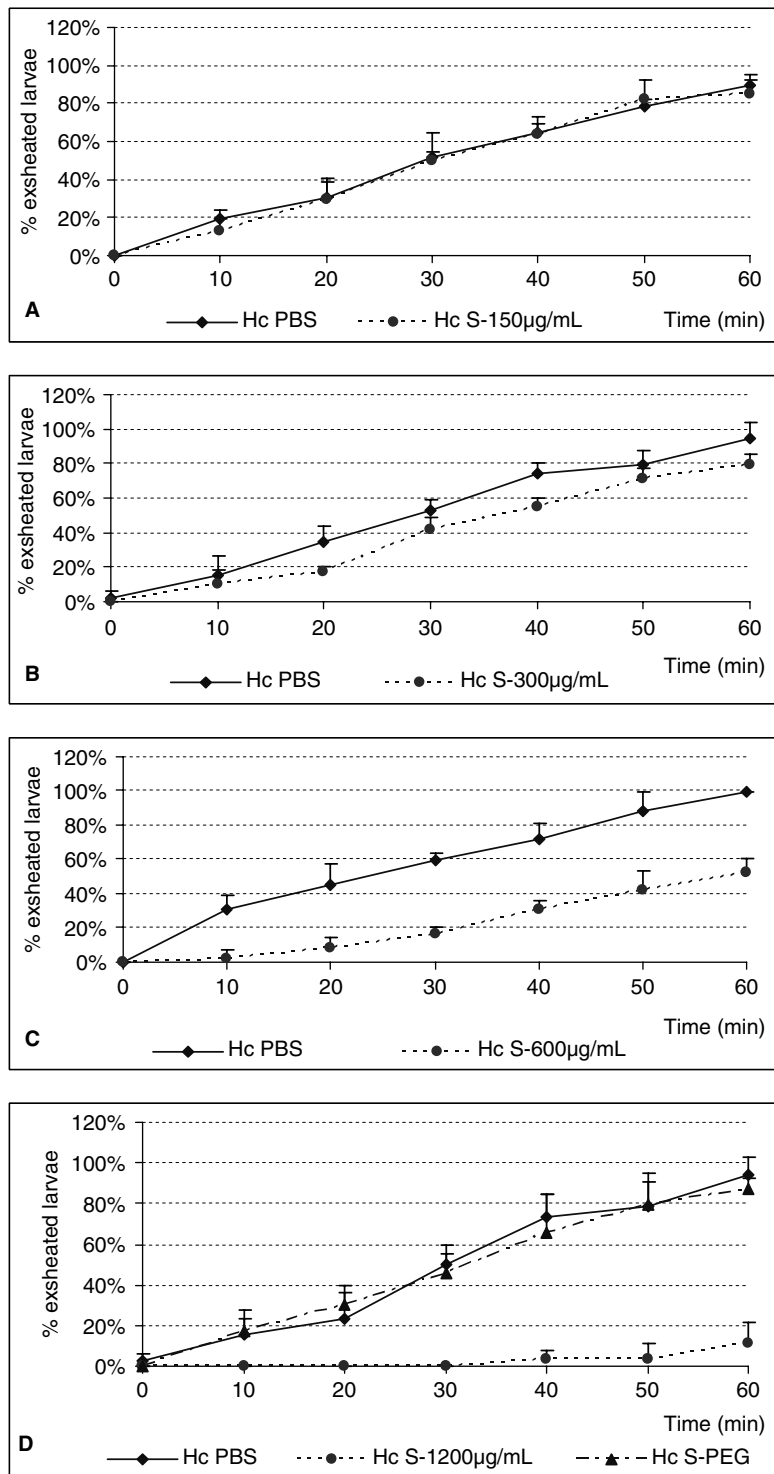 120%
100%
80%
60%
40%
20%
0%
% exsheated larvae
0 10 20 30 40 50 60
A
Hc PBS Hc S-150µg/mL Time (min)
120%
100%
80%
60%
40%
20%
0%
% exsheated larvae
0 10 20 30 40 50 60
Time (min)
B
Hc PBS Hc S-300µg/mL
120%
100%
80%
60%
40%
20%
0%
% exsheated larvae
0 10 20 30 40 50 60
Time (min)
C
Hc PBS Hc S-600µg/mL
120%
100%
80%
60%
40%
20%
0%
% exsheated larvae
0 10 20 30 40 50 60
Time (min)
D
Hc PBS Hc S-1200µg/mL Hc S-PEG